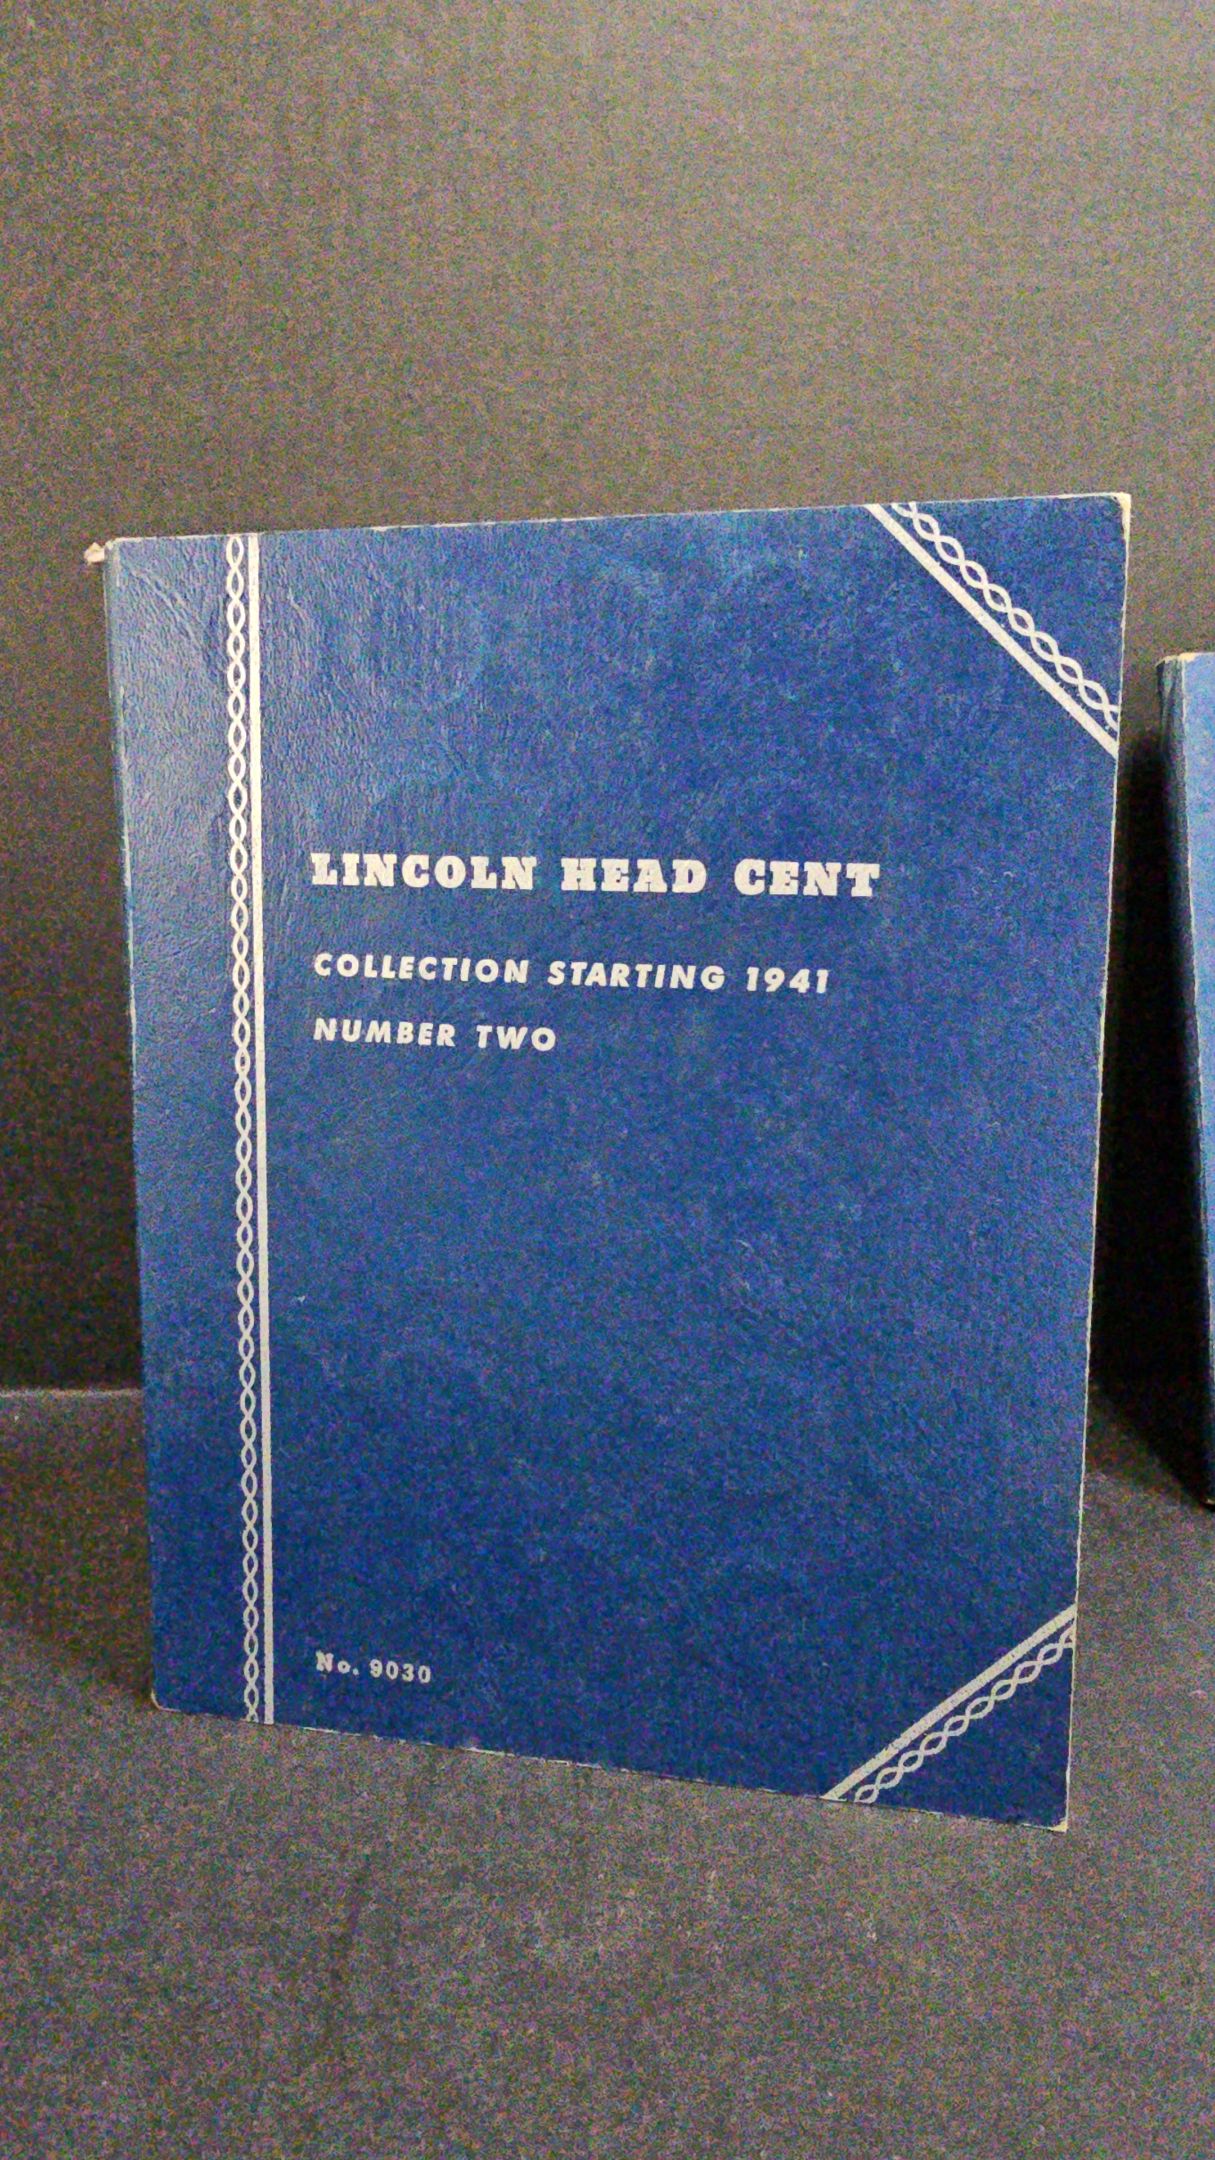 LINCOLN HEAD CENT
COLLECTION STARTING 1941
NUMBER TWO
No. 9030